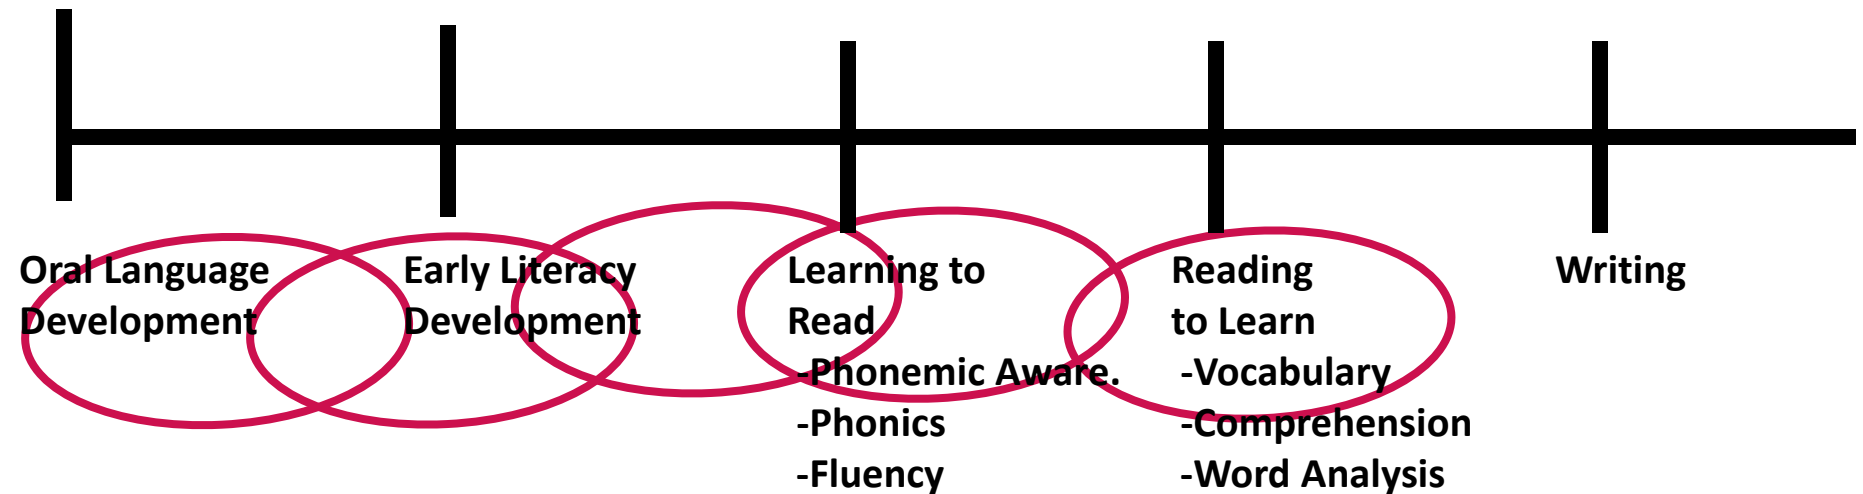 Oral Language
Development
Early Literacy
Development
Learning to
Read
-Phonemic Aware.
-Phonics
-Fluency
Reading
to Learn
-Vocabulary
-Comprehension
-Word Analysis
Writing